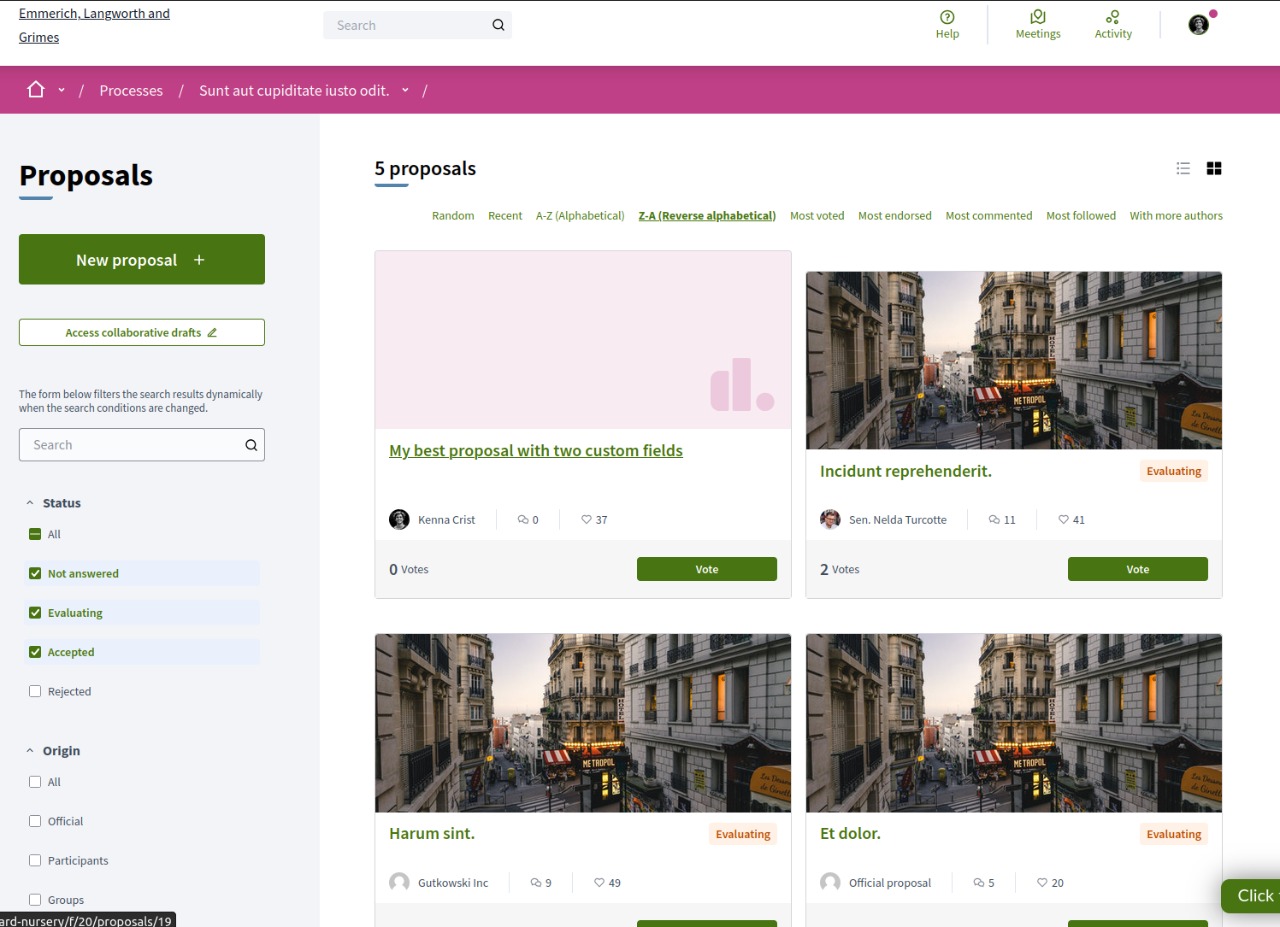 Emmerich, Langworth and
Grimes
Search
Help
Meetings
Activity
/ Processes / Sunt aut cupiditate iusto odit. /
Proposals
New proposal +
Access collaborative drafts
The form below filters the search results dynamically
when the search conditions are changed.
Search
Status
All
Not answered
Evaluating
Accepted
Rejected
Origin
All
Official
Participants
Groups
ard-nursery/f/20/proposals/19
5 proposals
Random Recent A-Z (Alphabetical) Z-A (Reverse alphabetical) Most voted Most endorsed Most commented Most followed With more authors
d.
My best proposal with two custom fields
Kenna Crist 0 37
0 Votes Vote
HOTEL
METROPOL
Incidunt reprehenderit. Evaluating
Sen. Nelda Turcotte 11 41
2 Votes Vote
METROPOL
Harum sint. Evaluating
Gutkowski Inc 9 49
METROPOL
Et dolor. Evaluating
Official proposal 5 20
Click